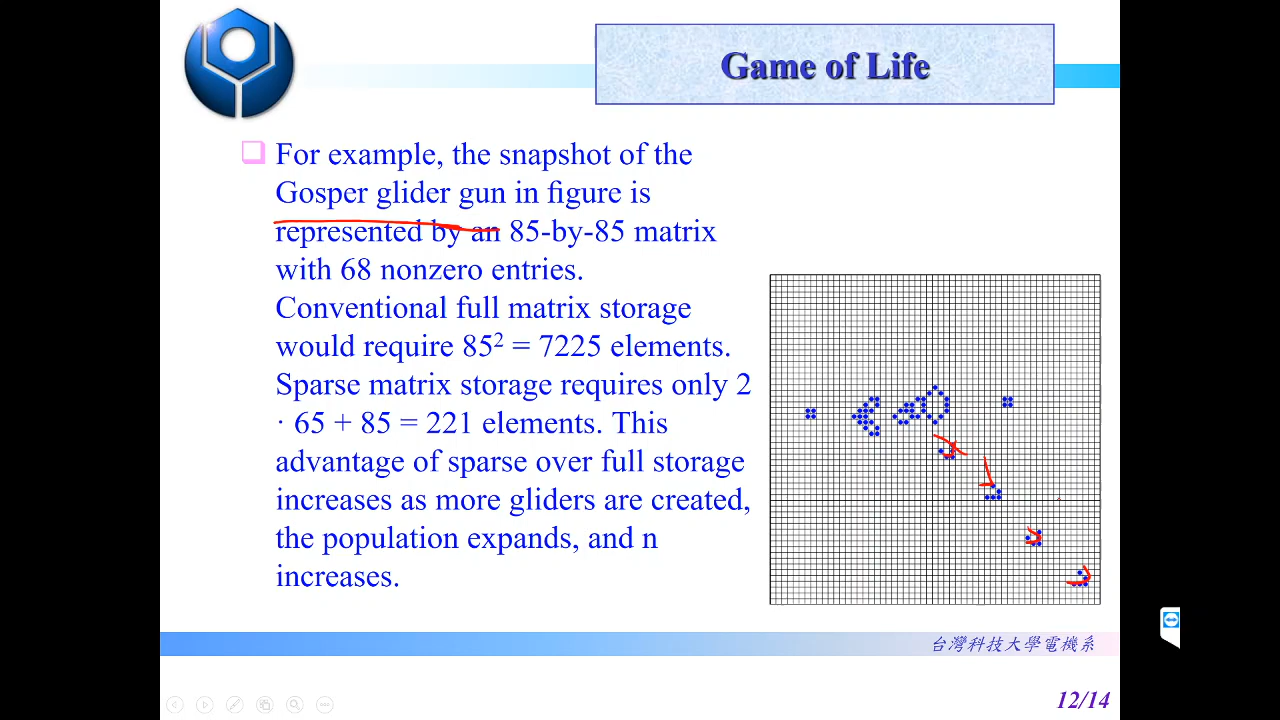 Game of Life
For example, the snapshot of the
Gosper glider gun in figure is
represented by an 85-by-85 matrix
with 68 nonzero entries.
Conventional full matrix storage
would require 85² = 7225 elements.
Sparse matrix storage requires only 2
· 65 + 85 = 221 elements. This
advantage of sparse over full storage
increases as more gliders are created,
the population expands, and n
increases.
台灣科技大學電機系
12/14